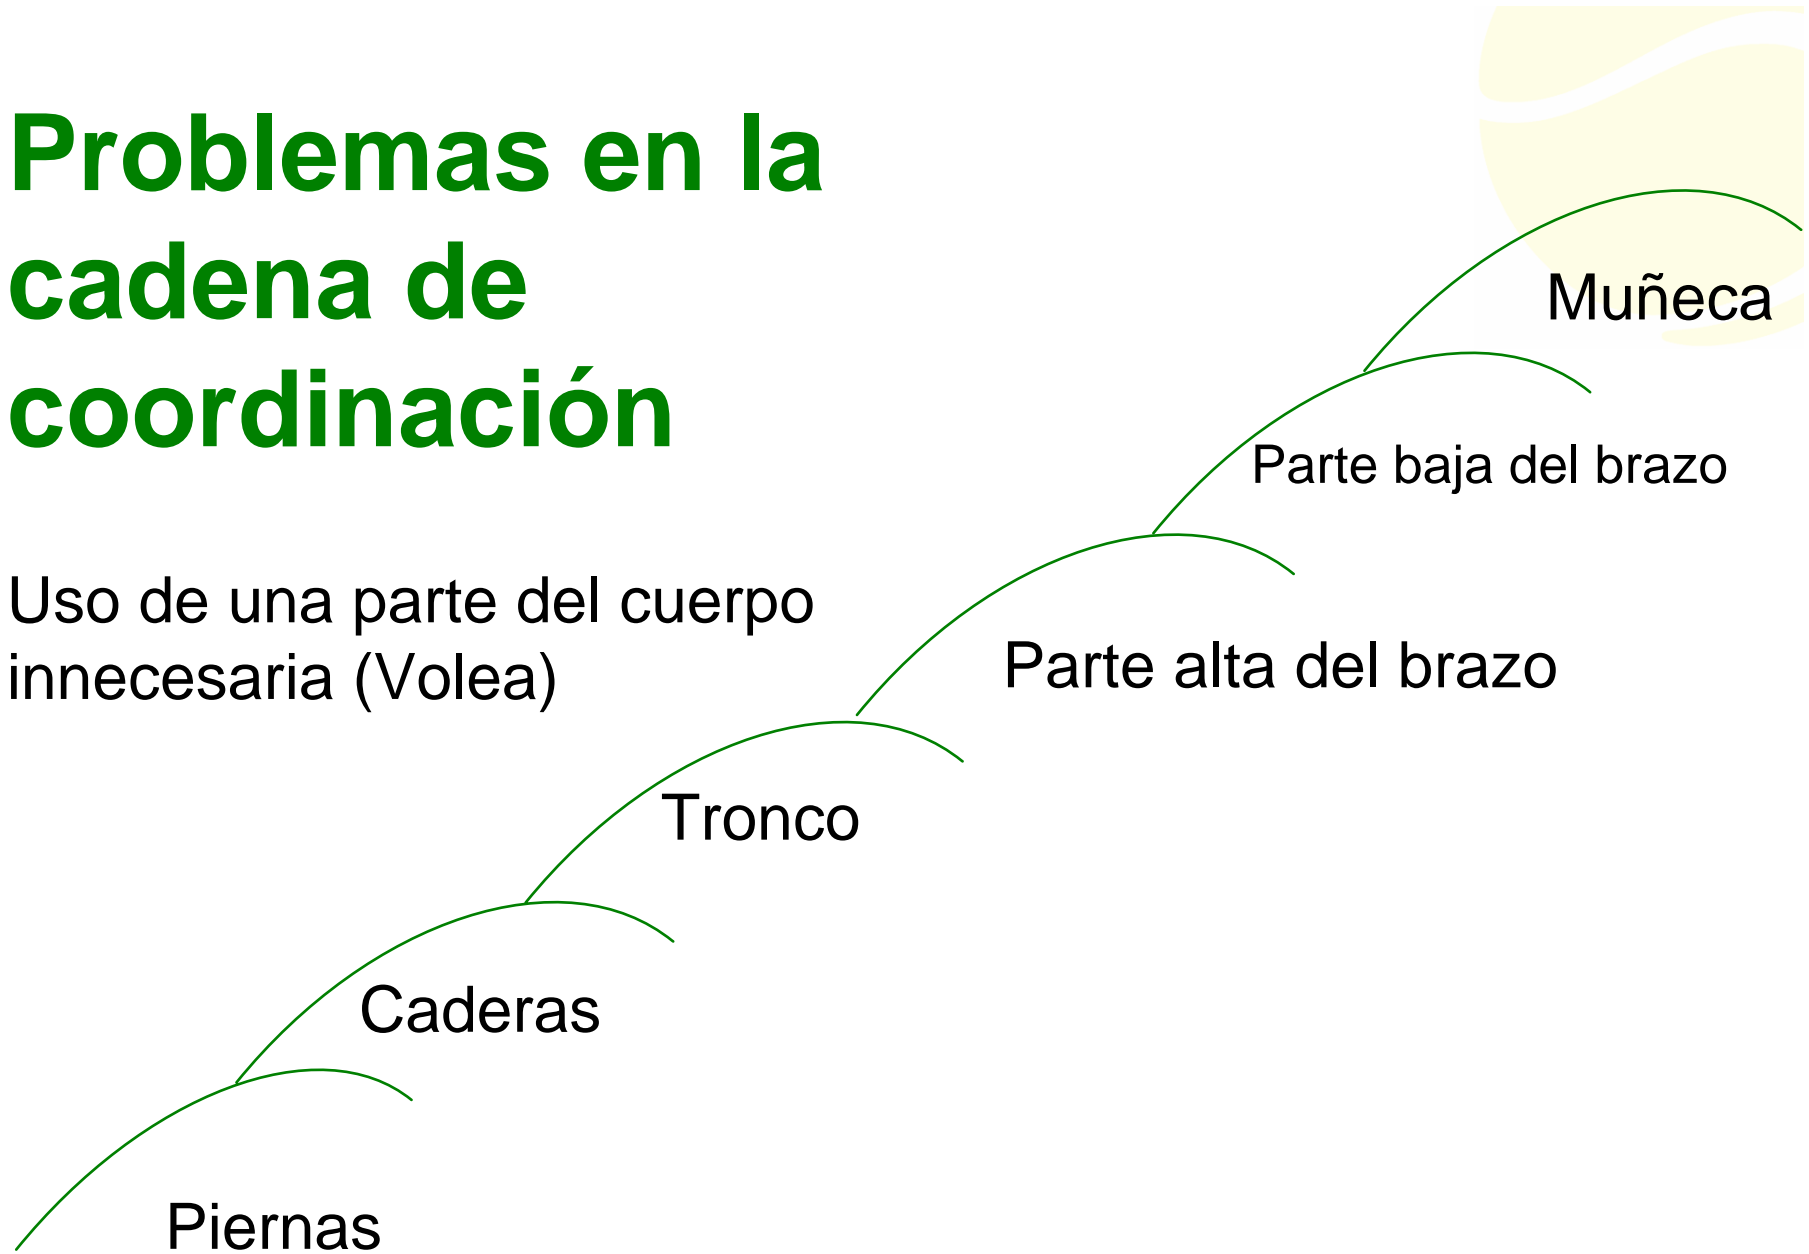 Problemas en la
cadena de
coordinación
Uso de una parte del cuerpo
innecesaria (Volea)
Muñeca
Parte baja del brazo
Parte alta del brazo
Tronco
Caderas
Piernas